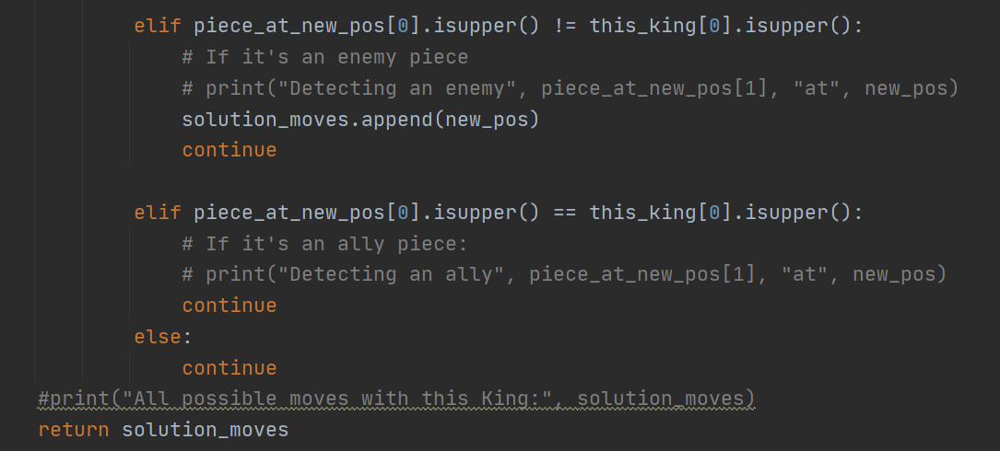 elif piece_at_new_pos[0].isupper() != this_king[0].isupper():
# If it's an enemy piece
# print("Detecting an enemy", piece_at_new_pos[1], "at", new_pos)
solution_moves.append(new_pos)
continue
elif piece_at_new_pos[0].isupper() == this_king[0].isupper():
# If it's an ally piece:
# print("Detecting an ally", piece_at_new_pos[1], "at", new_pos)
continue
else:
continue
#print("All possible moves with this King:", solution_moves)
return solution_moves